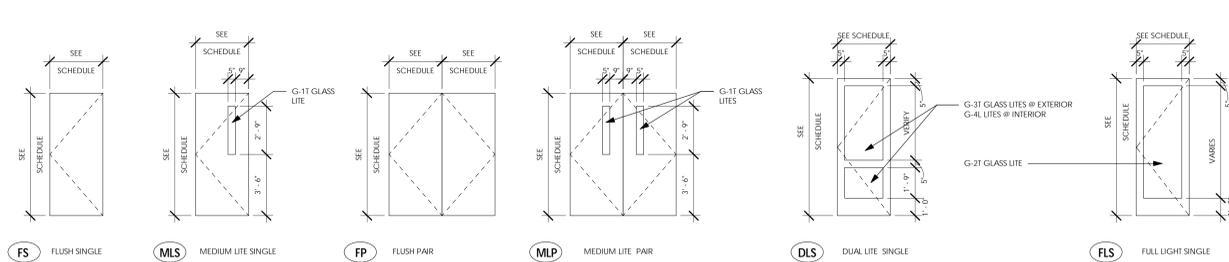 SEE
SCHEDULE
SEE
SCHEDULE
FS FLUSH SINGLE
SEE
SCHEDULE
5" 9"
G-1T GLASS
LITE
SEE
SCHEDULE
2' - 9"
3' - 6"
MLS MEDIUM LITE SINGLE
SEE SEE
SCHEDULE SCHEDULE
SEE
SCHEDULE
FP FLUSH PAIR
SEE SEE
SCHEDULE SCHEDULE
5" 9" 9" 5"
G-1T GLASS
LITES
SEE
SCHEDULE
2' - 9"
3' - 6"
MLP MEDIUM LITE PAIR
SEE SCHEDULE
5" 5"
SEE
SCHEDULE
5"
VERIFY
5"
1' - 9"
1' - 0"
G-3T GLASS LITES @ EXTERIOR
G-4L LITES @ INTERIOR
DLS DUAL LITE SINGLE
SEE SCHEDULE
5" 5"
SEE
SCHEDULE
5"
VARIES
G-2T GLASS LITE
FLS FULL LIGHT SINGLE